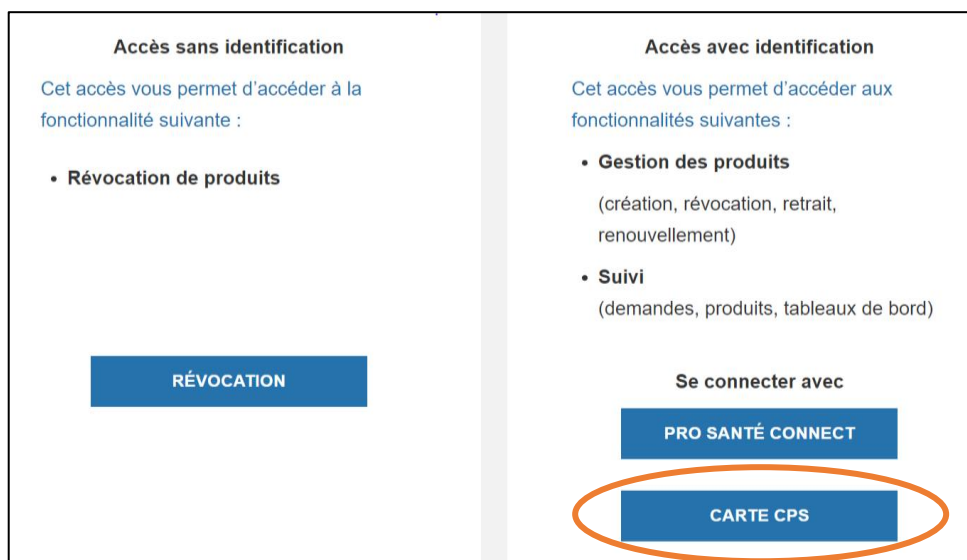 Accès sans identification
Cet accès vous permet d'accéder à la
fonctionnalité suivante :
• Révocation de produits
RÉVOCATION
Accès avec identification
Cet accès vous permet d'accéder aux
fonctionnalités suivantes :
• Gestion des produits
(création, révocation, retrait,
renouvellement)
• Suivi
(demandes, produits, tableaux de bord)
Se connecter avec
PRO SANTÉ CONNECT
CARTE CPS